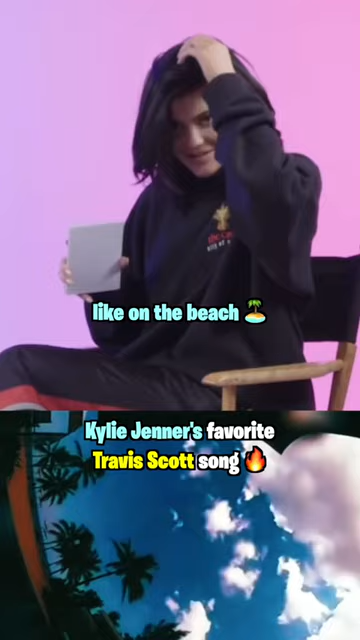 like on the beach 🏝️
Kylie Jenner's favorite
Travis Scott song 🔥